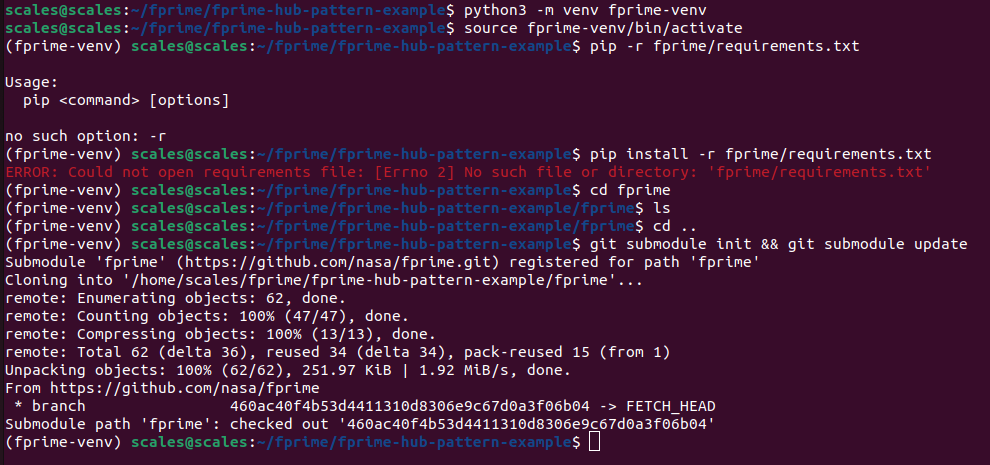 scales@scales:~/fprime/fprime-hub-pattern-example$ python3 -m venv fprime-venv
scales@scales:~/fprime/fprime-hub-pattern-example$ source fprime-venv/bin/activate
(fprime-venv) scales@scales:~/fprime/fprime-hub-pattern-example$ pip -r fprime/requirements.txt

Usage:
  pip <command> [options]

no such option: -r
(fprime-venv) scales@scales:~/fprime/fprime-hub-pattern-example$ pip install -r fprime/requirements.txt
ERROR: Could not open requirements file: [Errno 2] No such file or directory: 'fprime/requirements.txt'
(fprime-venv) scales@scales:~/fprime/fprime-hub-pattern-example$ cd fprime
(fprime-venv) scales@scales:~/fprime/fprime-hub-pattern-example/fprime$ ls
(fprime-venv) scales@scales:~/fprime/fprime-hub-pattern-example/fprime$ cd ..
(fprime-venv) scales@scales:~/fprime/fprime-hub-pattern-example$ git submodule init && git submodule update
Submodule 'fprime' (https://github.com/nasa/fprime.git) registered for path 'fprime'
Cloning into '/home/scales/fprime/fprime-hub-pattern-example/fprime'...
remote: Enumerating objects: 62, done.
remote: Counting objects: 100% (47/47), done.
remote: Compressing objects: 100% (13/13), done.
remote: Total 62 (delta 36), reused 34 (delta 34), pack-reused 15 (from 1)
Unpacking objects: 100% (62/62), 251.97 KiB | 1.92 MiB/s, done.
From https://github.com/nasa/fprime
 * branch                460ac40f4b53d4411310d8306e9c67d0a3f06b04 -> FETCH_HEAD
Submodule path 'fprime': checked out '460ac40f4b53d4411310d8306e9c67d0a3f06b04'
(fprime-venv) scales@scales:~/fprime/fprime-hub-pattern-example$